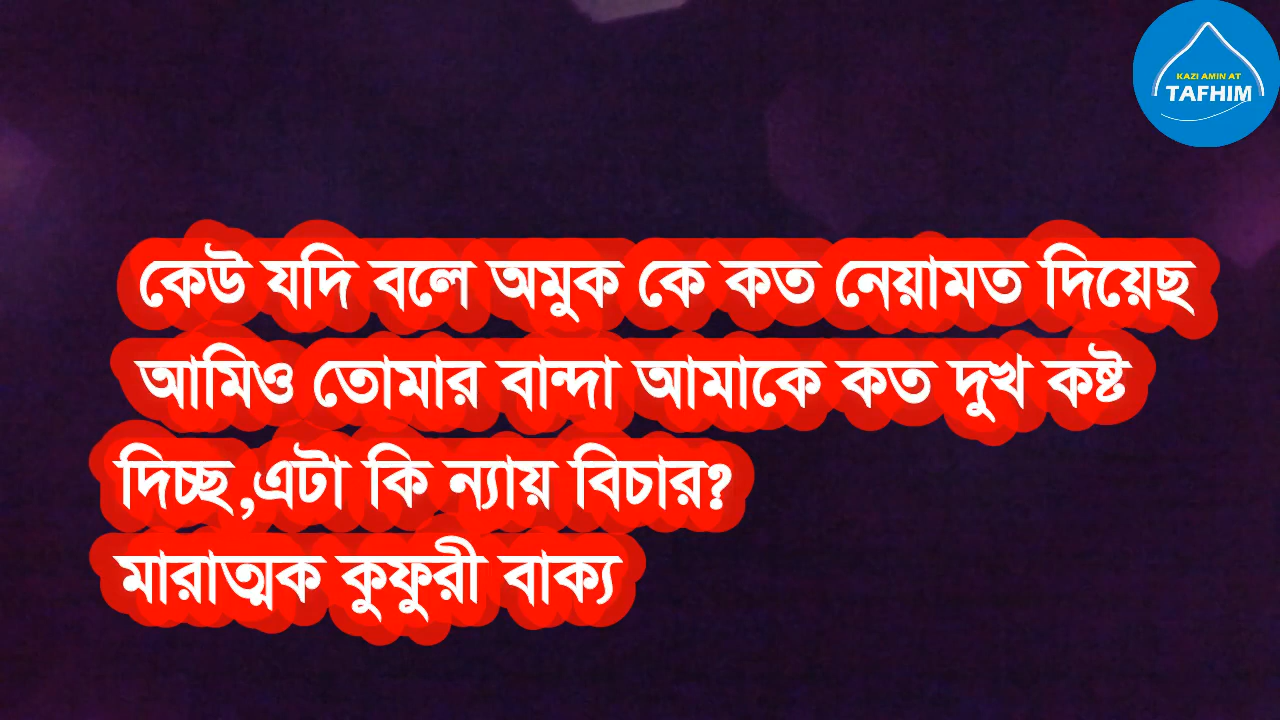 KAZI AMIN AT
TAFHIM
কেউ যদি বলে অমুক কে কত নেয়ামত দিয়েছ
আমিও তোমার বান্দা আমাকে কত দুখ কষ্ট
দিচ্ছ,এটা কি ন্যায় বিচার?
মারাত্মক কুফুরী বাক্য